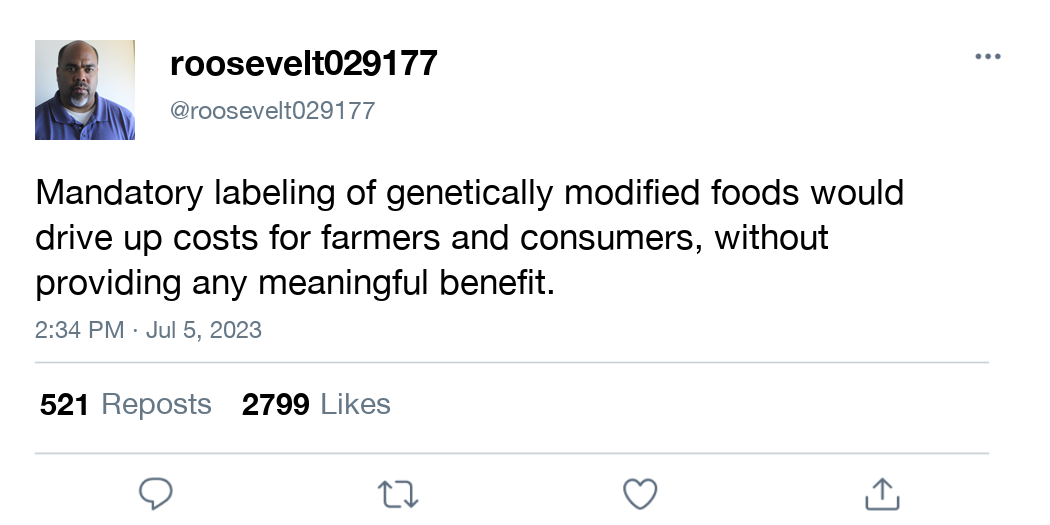 roosevelt029177
@roosevelt029177
Mandatory labeling of genetically modified foods would
drive up costs for farmers and consumers, without
providing any meaningful benefit.
2:34 PM · Jul 5, 2023
521 Reposts 2799 Likes